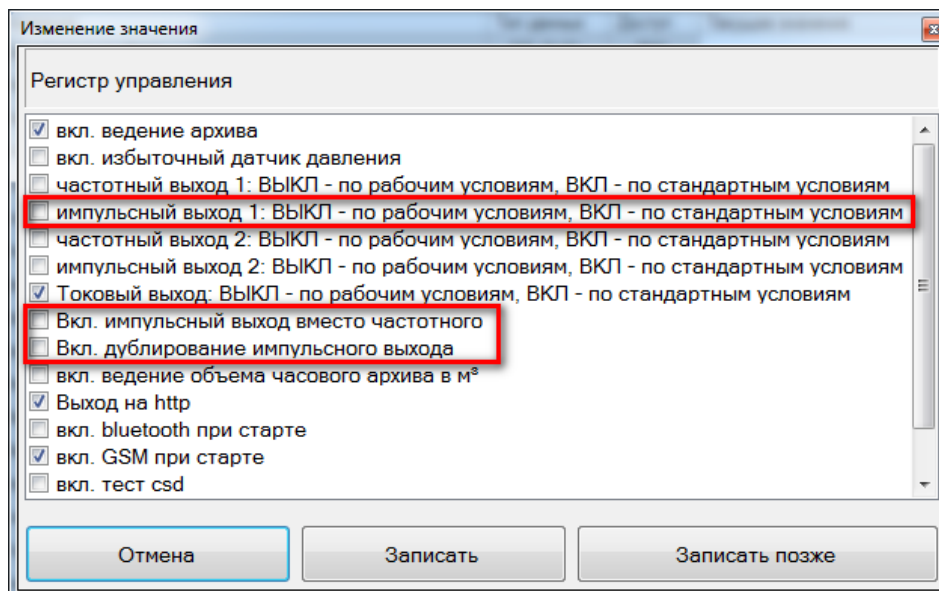 Изменение значения
Регистр управления
вкл. ведение архива
вкл. избыточный датчик давления
частотный выход 1: ВЫКЛ - по рабочим условиям, ВКЛ - по стандартным условиям
импульсный выход 1: ВЫКЛ - по рабочим условиям, ВКЛ - по стандартным условиям
частотный выход 2: ВЫКЛ - по рабочим условиям, ВКЛ - по стандартным условиям
импульсный выход 2: ВЫКЛ - по рабочим условиям, ВКЛ - по стандартным условиям
Токовый выход: ВЫКЛ - по рабочим условиям, ВКЛ - по стандартным условиям
Вкл. импульсный выход вместо частотного
Вкл. дублирование импульсного выхода
вкл. ведение объема часового архива в м³
Выход на http
вкл. bluetooth при старте
вкл. GSM при старте
вкл. тест csd
Отмена Записать Записать позже